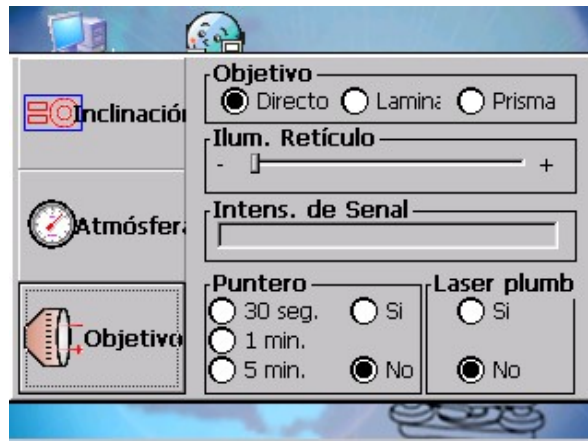 Objetivo
Directo Lamina Prisma
Inclinación
Ilum. Retículo
- +
Atmósfera
Intens. de Senal
Puntero
30 seg. Si
1 min.
5 min. No
Laser plumb
Si
No
Objetivo